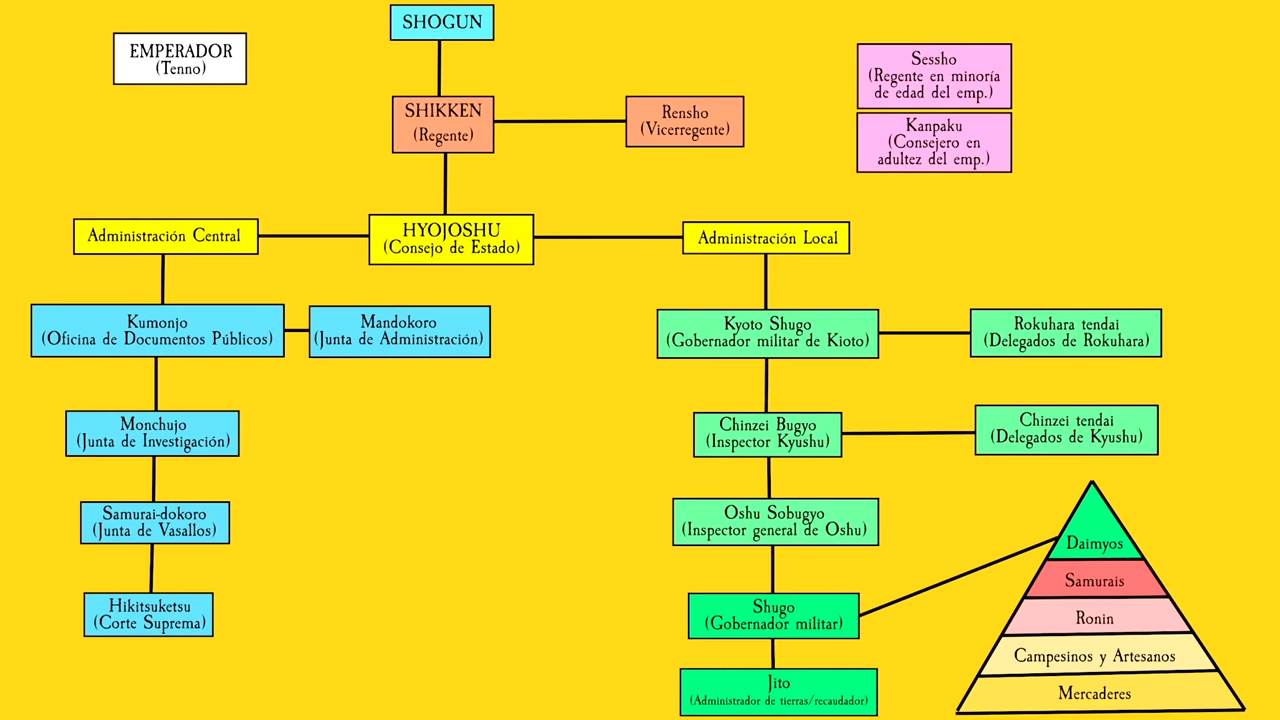 SHOGUN
EMPERADOR
(Tenno)
Sessho
(Regente en minoría
de edad del emp.)
SHIKKEN
(Regente)
Rensho
(Vicerregente)
Kanpaku
(Consejero en
adultez del emp.)
Administración Central
HYOJOSHU
(Consejo de Estado)
Administración Local
Kumonjo
(Oficina de Documentos Públicos)
Mandokoro
(Junta de Administración)
Kyoto Shugo
(Gobernador militar de Kioto)
Rokuhara tendai
(Delegados de Rokuhara)
Monchujo
(Junta de Investigación)
Chinzei Bugyo
(Inspector Kyushu)
Chinzei tendai
(Delegados de Kyushu)
Samurai-dokoro
(Junta de Vasallos)
Oshu Sobugyo
(Inspector general de Oshu)
Hikitsuketsu
(Corte Suprema)
Shugo
(Gobernador militar)
Jito
(Administrador de tierras/recaudador)
Daimyos
Samurais
Ronin
Campesinos y Artesanos
Mercaderes